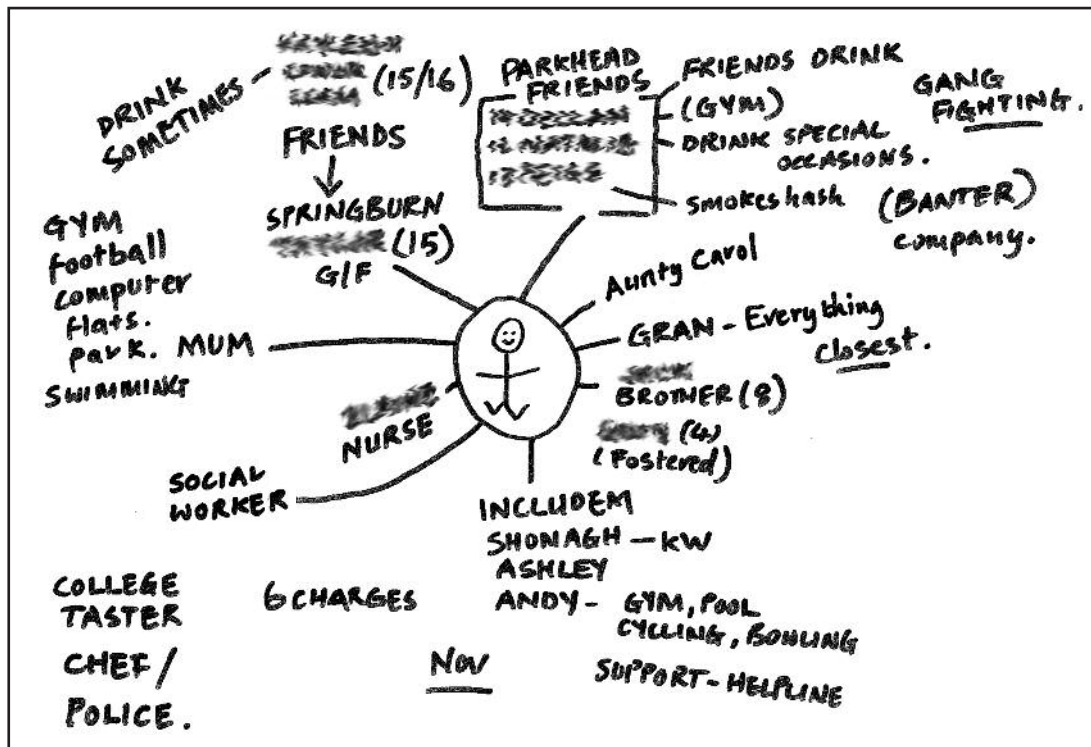 DRINK
SOMETIMES
(15/16)
FRIENDS
SPRINGBURN
(15)
G/F
PARKHEAD
FRIENDS
FRIENDS DRINK
(GYM)
DRINK SPECIAL
OCCASIONS.
smokes hash
GANG
FIGHTING.
(BANTER)
company.
GYM
football
computer
flats.
park.
SWIMMING
MUM
NURSE
SOCIAL
WORKER
Aunty Carol
GRAN - Everything
closest.
BROTHER (8)
(4)
(Fostered)
INCLUDEM
SHONAGH - KW
ASHLEY
ANDY - GYM, POOL
CYCLING, BOWLING
SUPPORT - HELPLINE
COLLEGE
TASTER
CHEF/
POLICE.
6 CHARGES
Nov